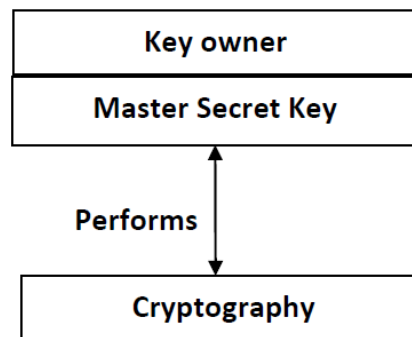 Key owner
Master Secret Key
Performs
Cryptography